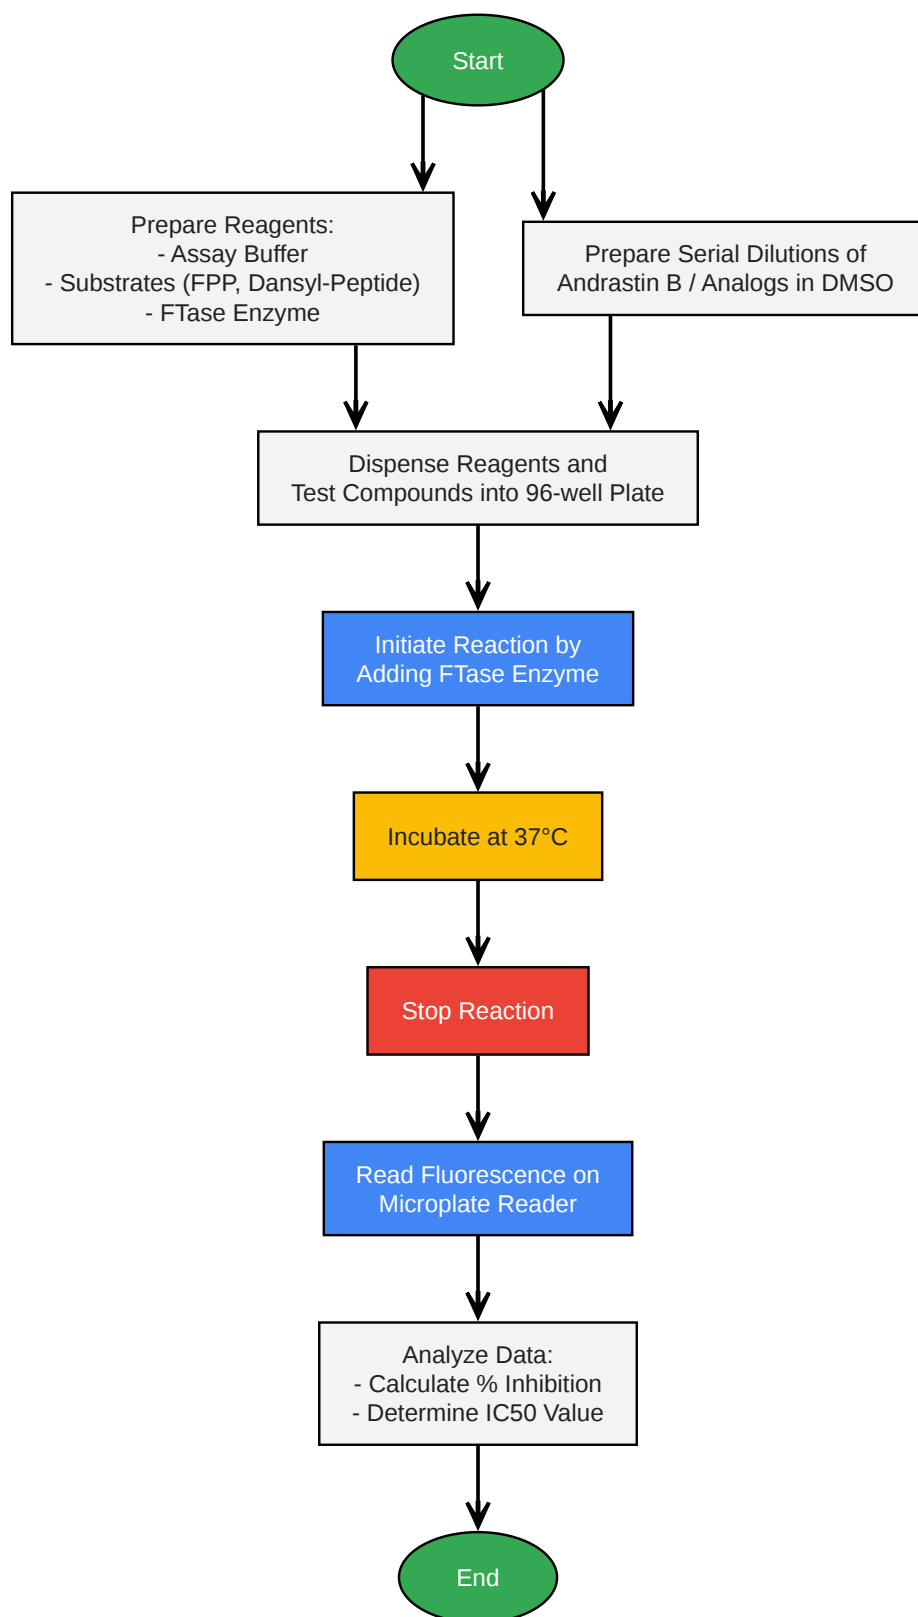 Start
Prepare Reagents:
- Assay Buffer
- Substrates (FPP, Dansyl-Peptide)
- FTase Enzyme
Prepare Serial Dilutions of
Andrastin B / Analogs in DMSO
Dispense Reagents and
Test Compounds into 96-well Plate
Initiate Reaction by
Adding FTase Enzyme
Incubate at 37°C
Stop Reaction
Read Fluorescence on
Microplate Reader
Analyze Data:
- Calculate % Inhibition
- Determine IC50 Value
End